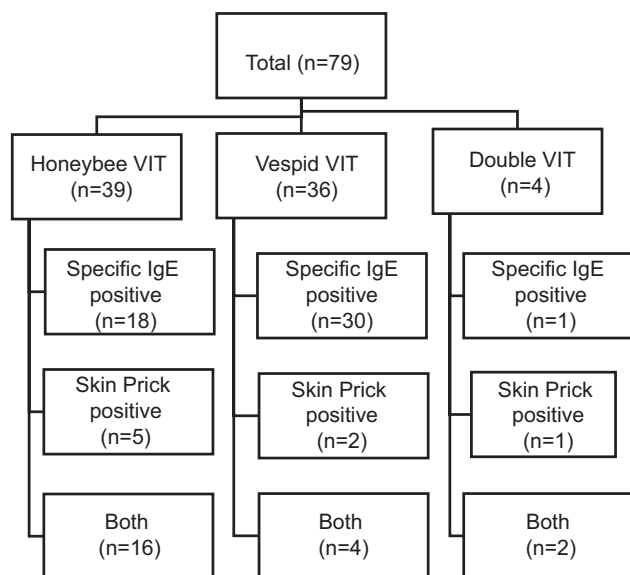 Total (n=79)
Honeybee VIT
(n=39)
Vespid VIT
(n=36)
Double VIT
(n=4)
Specific IgE
positive
(n=18)
Specific IgE
positive
(n=30)
Specific IgE
positive
(n=1)
Skin Prick
positive
(n=5)
Skin Prick
positive
(n=2)
Skin Prick
positive
(n=1)
Both
(n=16)
Both
(n=4)
Both
(n=2)